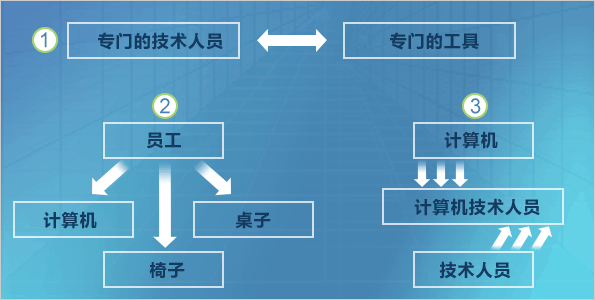 ① 专门的技术人员 专门的工具
②
员工
计算机 桌子
椅子
③
计算机
计算机技术人员
技术人员